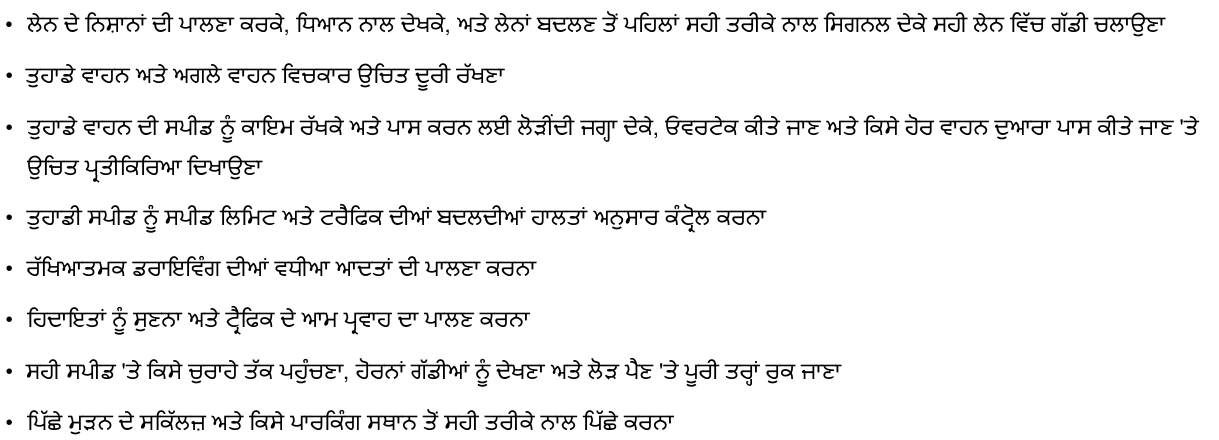 • ਲੇਨ ਦੇ ਨਿਸ਼ਾਨਾਂ ਦੀ ਪਾਲਣਾ ਕਰਕੇ, ਧਿਆਨ ਨਾਲ ਦੇਖਕੇ, ਅਤੇ ਲੇਨਾਂ ਬਦਲਣ ਤੋਂ ਪਹਿਲਾਂ ਸਹੀ ਤਰੀਕੇ ਨਾਲ ਸਿਗਨਲ ਦੇਕੇ ਸਹੀ ਲੇਨ ਵਿੱਚ ਗੱਡੀ ਚਲਾਉਣਾ
• ਤੁਹਾਡੇ ਵਾਹਨ ਅਤੇ ਅਗਲੇ ਵਾਹਨ ਵਿਚਕਾਰ ਉਚਿਤ ਦੂਰੀ ਰੱਖਣਾ
• ਤੁਹਾਡੇ ਵਾਹਨ ਦੀ ਸਪੀਡ ਨੂੰ ਕਾਇਮ ਰੱਖਕੇ ਅਤੇ ਪਾਸ ਕਰਨ ਲਈ ਲੋੜੀਂਦੀ ਜਗ੍ਹਾ ਦੇਕੇ, ਓਵਰਟੇਕ ਕੀਤੇ ਜਾਣ ਅਤੇ ਕਿਸੇ ਹੋਰ ਵਾਹਨ ਦੁਆਰਾ ਪਾਸ ਕੀਤੇ ਜਾਣ 'ਤੇ
ਉਚਿਤ ਪ੍ਰਤੀਕਿਰਿਆ ਦਿਖਾਉਣਾ
• ਤੁਹਾਡੀ ਸਪੀਡ ਨੂੰ ਸਪੀਡ ਲਿਮਿਟ ਅਤੇ ਟਰੈਫਿਕ ਦੀਆਂ ਬਦਲਦੀਆਂ ਹਾਲਤਾਂ ਅਨੁਸਾਰ ਕੰਟ੍ਰੋਲ ਕਰਨਾ
• ਰੱਖਿਆਤਮਕ ਡਰਾਇਵਿੰਗ ਦੀਆਂ ਵਧੀਆ ਆਦਤਾਂ ਦੀ ਪਾਲਣਾ ਕਰਨਾ
• ਹਿਦਾਇਤਾਂ ਨੂੰ ਸੁਣਨਾ ਅਤੇ ਟ੍ਰੈਫਿਕ ਦੇ ਆਮ ਪ੍ਰਵਾਹ ਦਾ ਪਾਲਣ ਕਰਨਾ
• ਸਹੀ ਸਪੀਡ 'ਤੇ ਕਿਸੇ ਚੁਰਾਹੇ ਤੱਕ ਪਹੁੰਚਣਾ, ਹੋਰਨਾਂ ਗੱਡੀਆਂ ਨੂੰ ਦੇਖਣਾ ਅਤੇ ਲੋੜ ਪੈਣ 'ਤੇ ਪੂਰੀ ਤਰ੍ਹਾਂ ਰੁਕ ਜਾਣਾ
• ਪਿੱਛੇ ਮੁੜਨ ਦੇ ਸਕਿੱਲਜ਼ ਅਤੇ ਕਿਸੇ ਪਾਰਕਿੰਗ ਸਥਾਨ ਤੋਂ ਸਹੀ ਤਰੀਕੇ ਨਾਲ ਪਿੱਛੇ ਕਰਨਾ